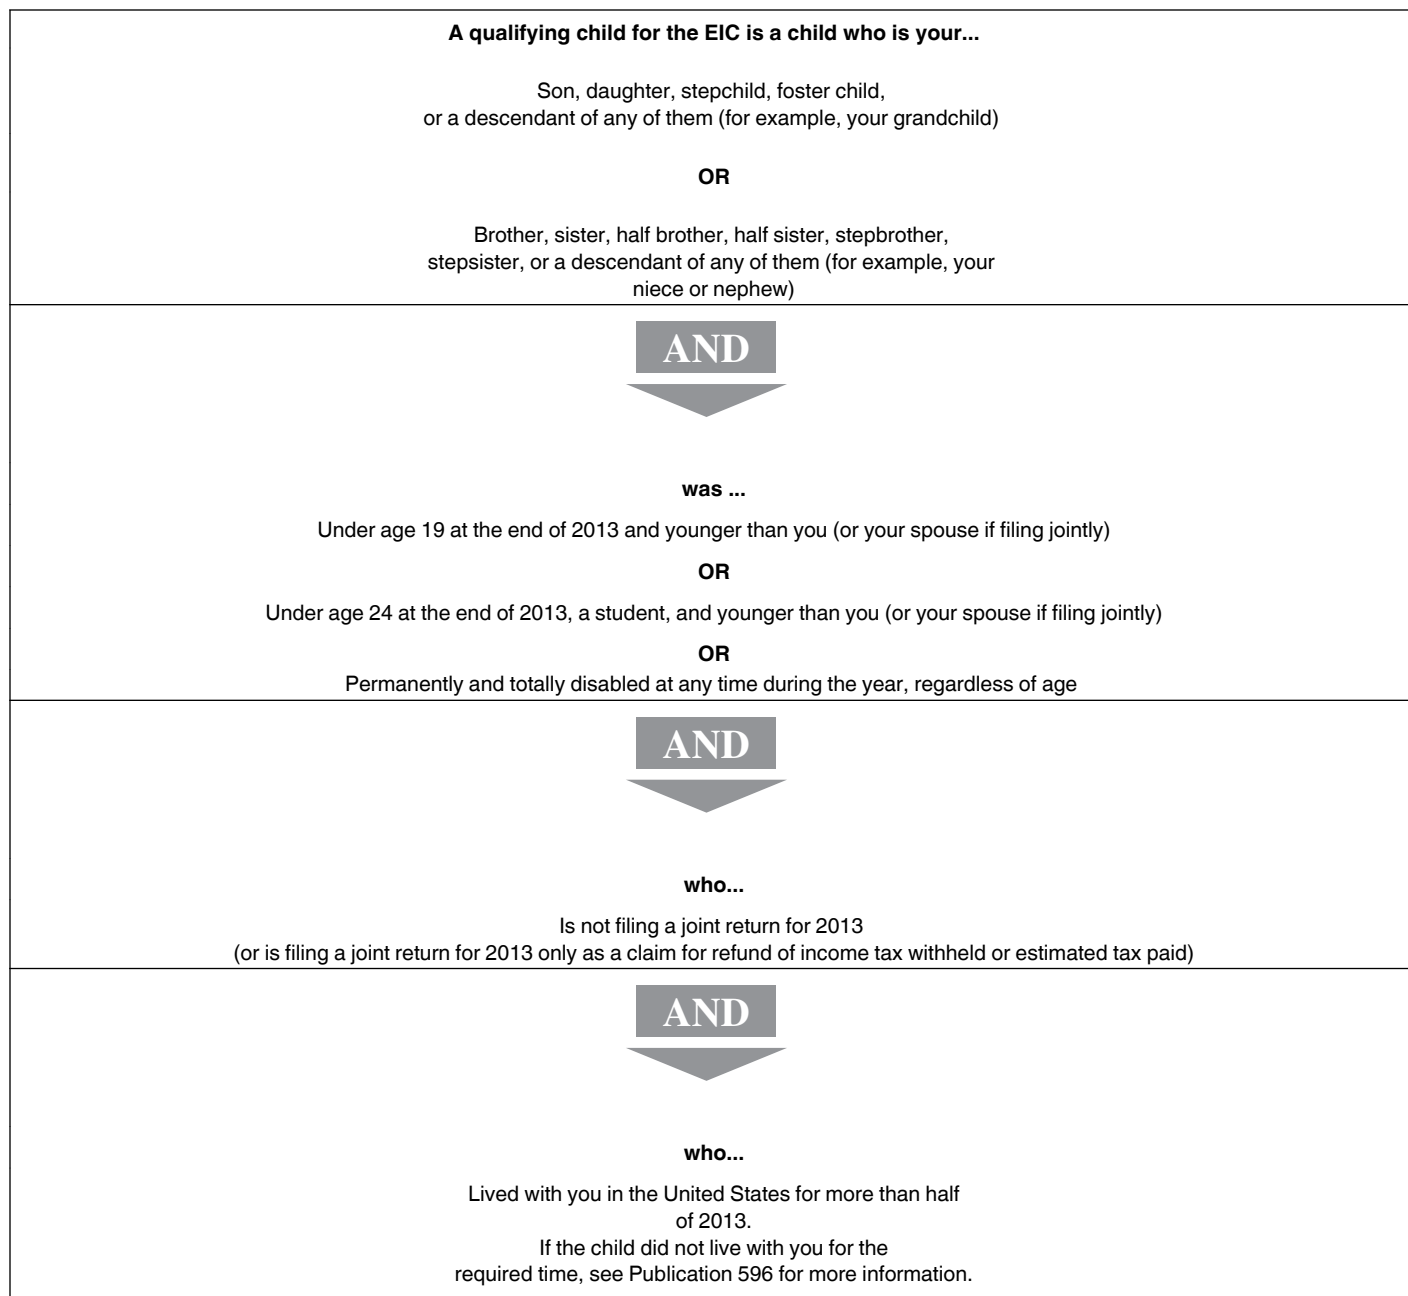 A qualifying child for the EIC is a child who is your...
Son, daughter, stepchild, foster child,
or a descendant of any of them (for example, your grandchild)
OR
Brother, sister, half brother, half sister, stepbrother,
stepsister, or a descendant of any of them (for example, your
niece or nephew)
AND
was ...
Under age 19 at the end of 2013 and younger than you (or your spouse if filing jointly)
OR
Under age 24 at the end of 2013, a student, and younger than you (or your spouse if filing jointly)
OR
Permanently and totally disabled at any time during the year, regardless of age
AND
who...
Is not filing a joint return for 2013
(or is filing a joint return for 2013 only as a claim for refund of income tax withheld or estimated tax paid)
AND
who...
Lived with you in the United States for more than half
of 2013.
If the child did not live with you for the
required time, see Publication 596 for more information.